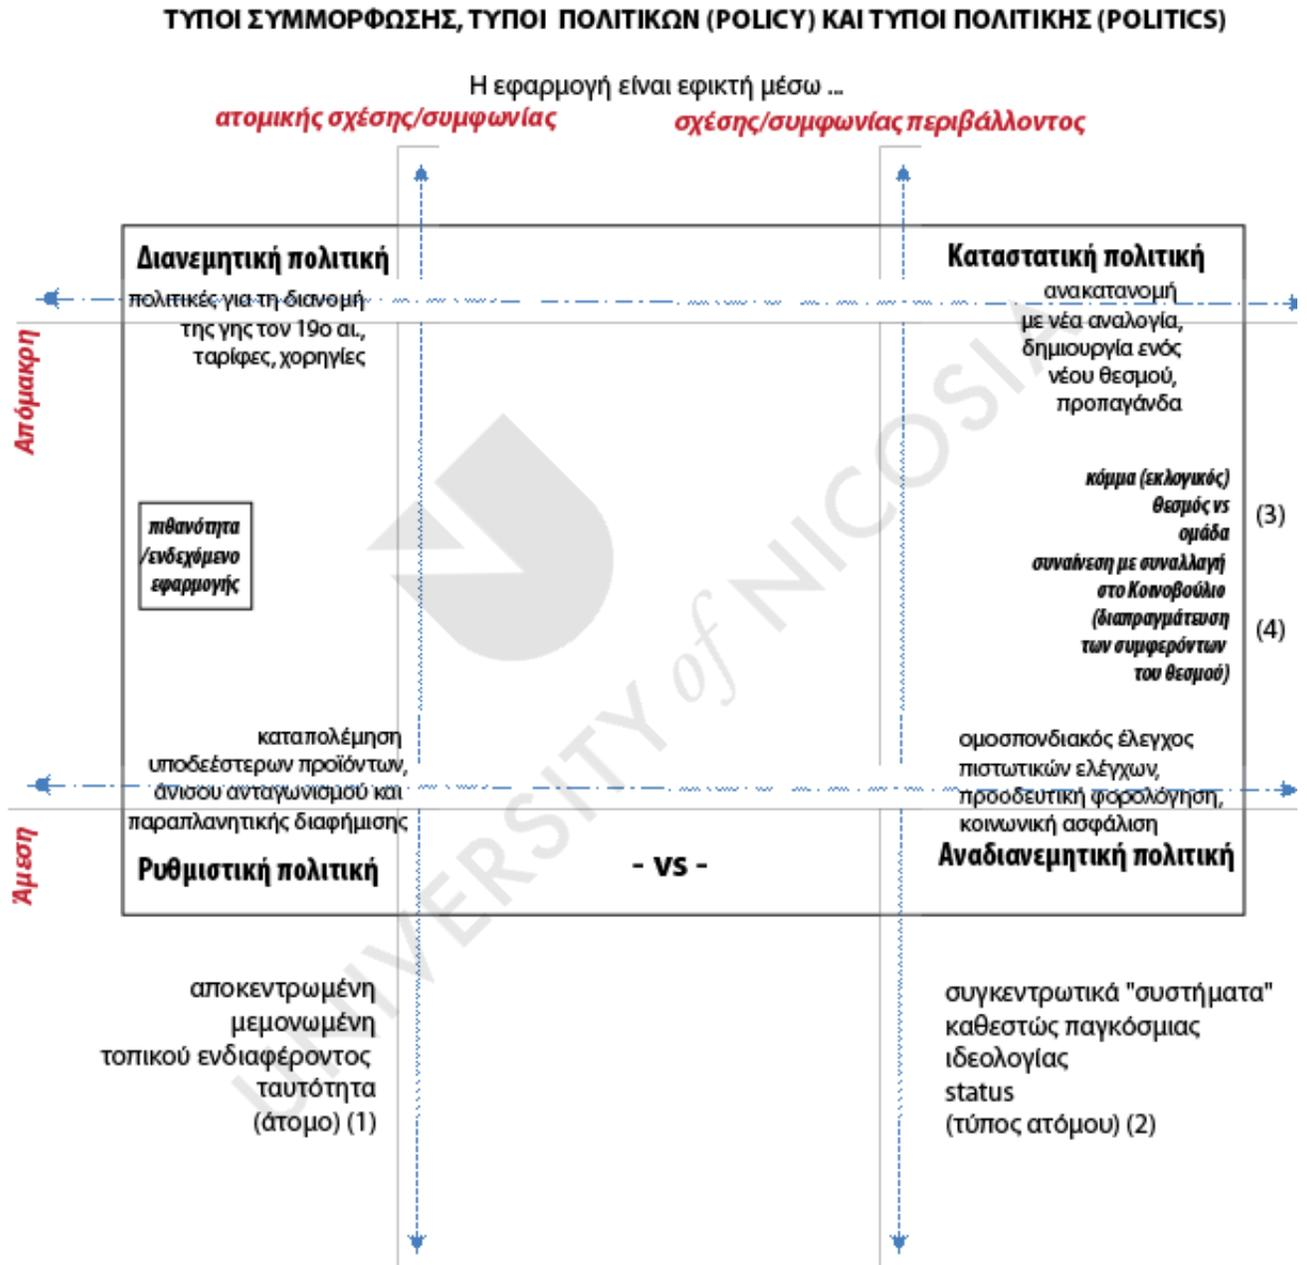 ΤΥΠΟΙ ΣΥΜΜΟΡΦΩΣΗΣ, ΤΥΠΟΙ ΠΟΛΙΤΙΚΩΝ (POLICY) ΚΑΙ ΤΥΠΟΙ ΠΟΛΙΤΙΚΗΣ (POLITICS)
Η εφαρμογή είναι εφικτή μέσω ...
ατομικής σχέσης/συμφωνίας
σχέσης/συμφωνίας περιβάλλοντος
Απόμακρη
Διανεμητική πολιτική
πολιτικές για τη διανομή
της γης τον 19ο αι.,
ταρίφες, χορηγίες
Καταστατική πολιτική
ανακατανομή
με νέα αναλογία,
δημιουργία ενός
νέου θεσμού,
προπαγάνδα
πιθανότητα
/ενδεχόμενο
εφαρμογής
κόμμα (εκλογικός)
θεσμός vs
ομάδα
συναίνεση με συναλλαγή
στο Κοινοβούλιο
(διαπραγμάτευση
των συμφερόντων
του θεσμού)
(3)
(4)
Άμεση
καταπολέμηση
υποδεέστερων προϊόντων,
άνισου ανταγωνισμού και
παραπλανητικής διαφήμισης
Ρυθμιστική πολιτική
- vs -
ομοσπονδιακός έλεγχος
πιστωτικών ελέγχων,
προοδευτική φορολόγηση,
κοινωνική ασφάλιση
Αναδιανεμητική πολιτική
αποκεντρωμένη
μεμονωμένη
τοπικού ενδιαφέροντος
ταυτότητα
(άτομο) (1)
συγκεντρωτικά "συστήματα"
καθεστώς παγκόσμιας
ιδεολογίας
status
(τύπος ατόμου) (2)
UNIVERSITY of NICOSIA